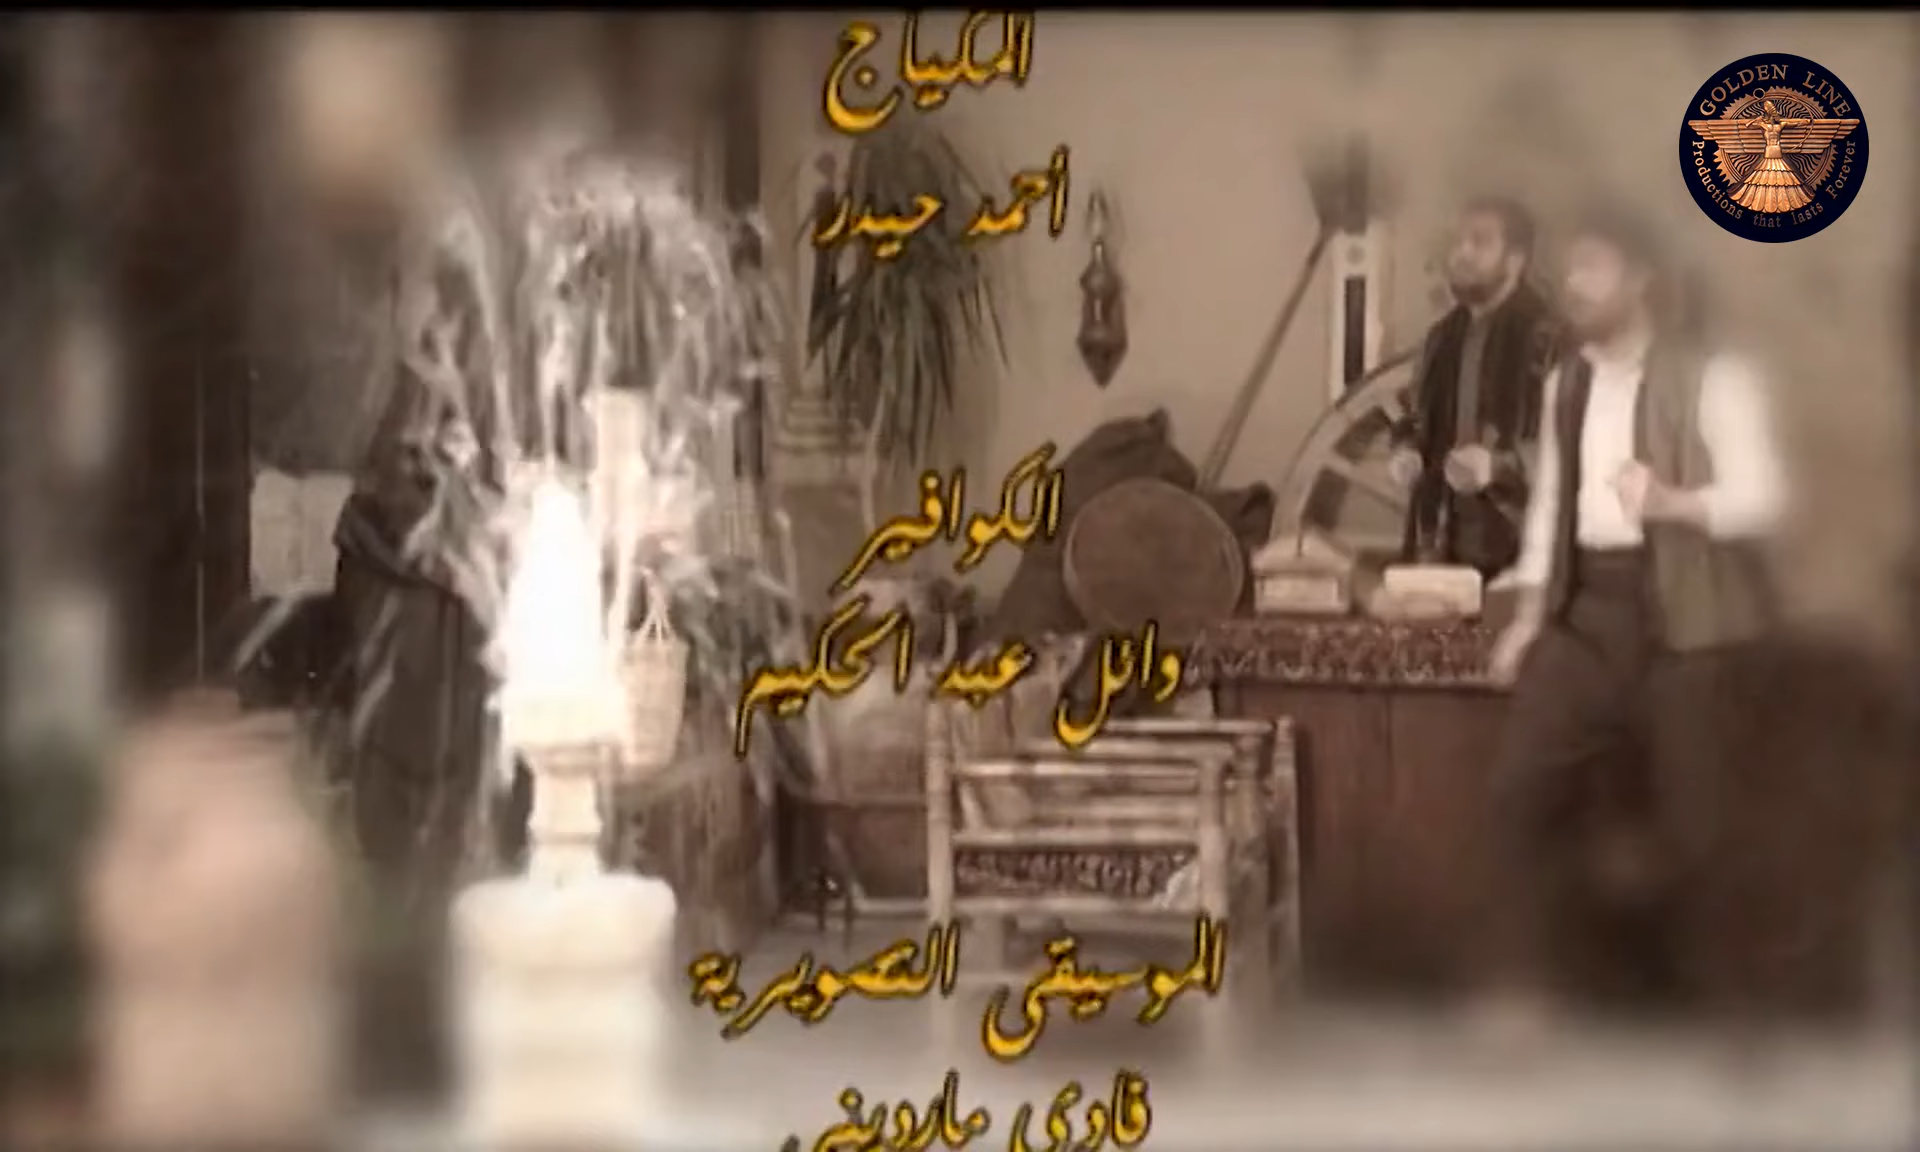 المكياج
أحمد حيدر
الكوافير
وائل عبد الحكيم
الموسيقى التصويرية
فادي مارديني
GOLDEN LINE
Productions that lasts Forever